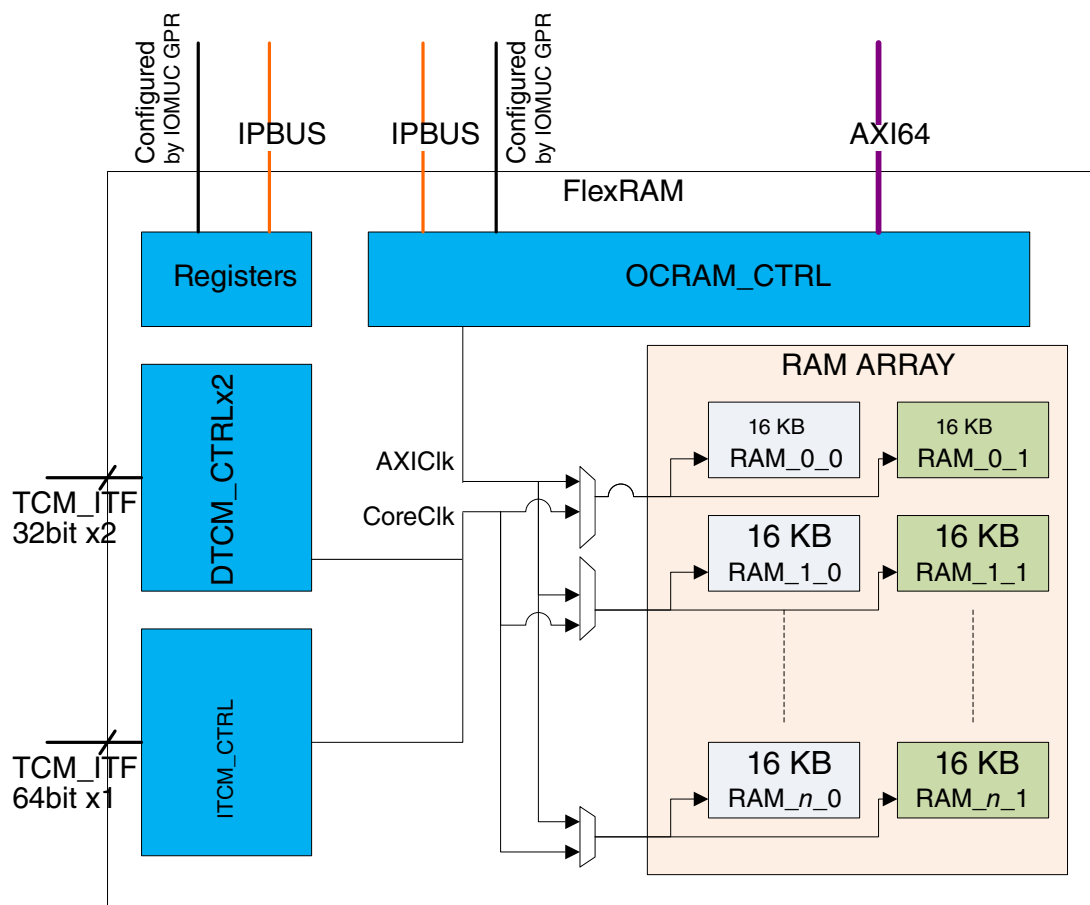 Configured
by IOMUC GPR
IPBUS
IPBUS
Configured
by IOMUC GPR
AXI64
FlexRAM
Registers
OCRAM_CTRL
DTCM_CTRLx2
RAM ARRAY
16 KB
RAM_0_0
16 KB
RAM_0_1
AXIClk
TCM_ITF
32bit x2
CoreClk
16 KB
RAM_1_0
16 KB
RAM_1_1
ITCM_CTRL
TCM_ITF
64bit x1
16 KB
RAM_n_0
16 KB
RAM_n_1